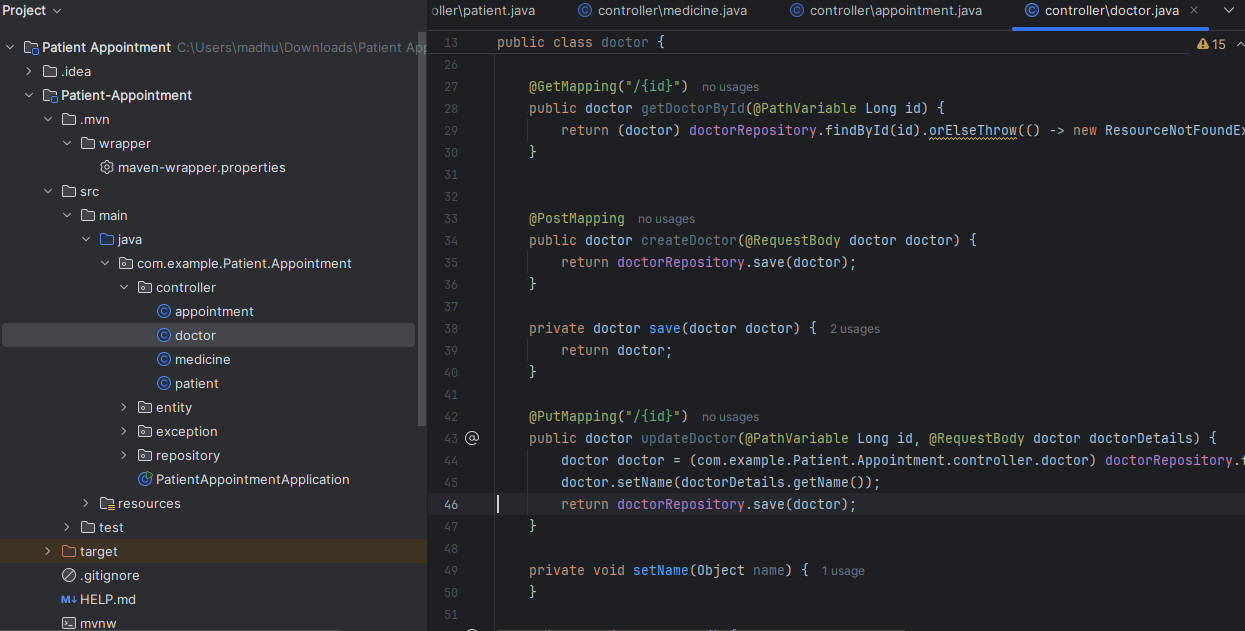 Project
Patient Appointment C:\Users\madhu\Downloads\Patient App
.idea
Patient-Appointment
.mvn
wrapper
maven-wrapper.properties
src
main
java
com.example.Patient.Appointment
controller
appointment
doctor
medicine
patient
entity
exception
repository
PatientAppointmentApplication
resources
test
target
.gitignore
M↓ HELP.md
mvnw
oller\patient.java controller\medicine.java controller\appointment.java controller\doctor.java
13 public class doctor {
15
26
27 @GetMapping("/{id}") no usages
28 public doctor getDoctorById(@PathVariable Long id) {
29 return (doctor) doctorRepository.findById(id).orElseThrow(() -> new ResourceNotFoundEx
30 }
31
32
33 @PostMapping no usages
34 public doctor createDoctor(@RequestBody doctor doctor) {
35 return doctorRepository.save(doctor);
36 }
37
38 private doctor save(doctor doctor) { 2 usages
39 return doctor;
40 }
41
42 @PutMapping("/{id}") no usages
43 public doctor updateDoctor(@PathVariable Long id, @RequestBody doctor doctorDetails) {
44 doctor doctor = (com.example.Patient.Appointment.controller.doctor) doctorRepository.f
45 doctor.setName(doctorDetails.getName());
46 return doctorRepository.save(doctor);
47 }
48
49 private void setName(Object name) { 1 usage
50 }
51